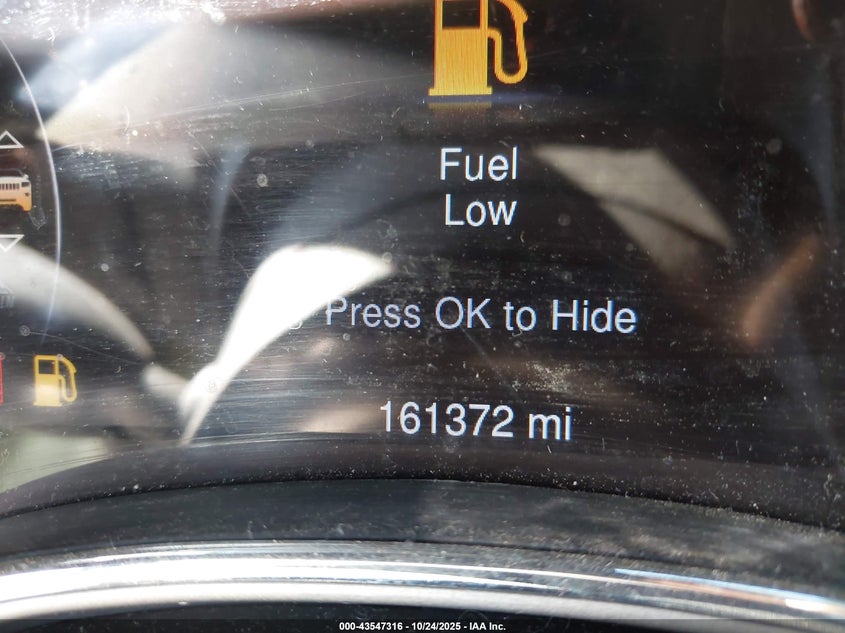 Fuel
Low
Press OK to Hide
161372 mi
000-43547316 - 10/24/2025 - IAA Inc.